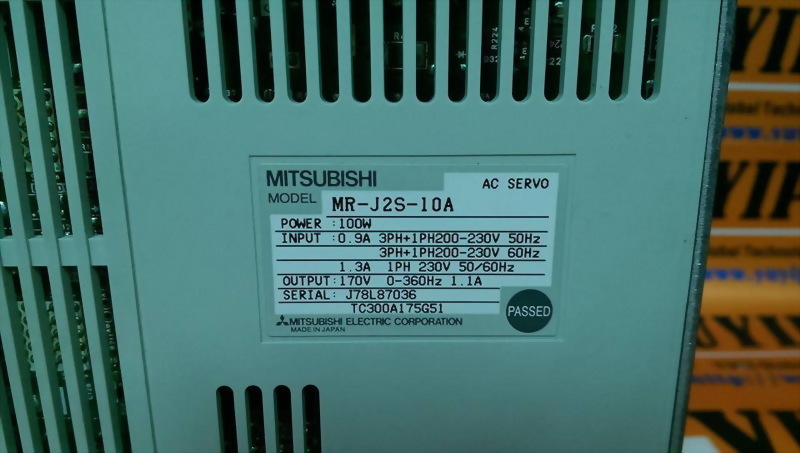 MITSUBISHI
AC SERVO
MODEL MR-J2S-10A
POWER :100W
INPUT :0.9A 3PH+1PH200-230V 50Hz
3PH+1PH200-230V 60Hz
1.3A 1PH 230V 50/60Hz
OUTPUT:170V 0-360Hz 1.1A
SERIAL: J78L87036
TC300A175G51
PASSED
MITSUBISHI ELECTRIC CORPORATION
MADE IN JAPAN
R224